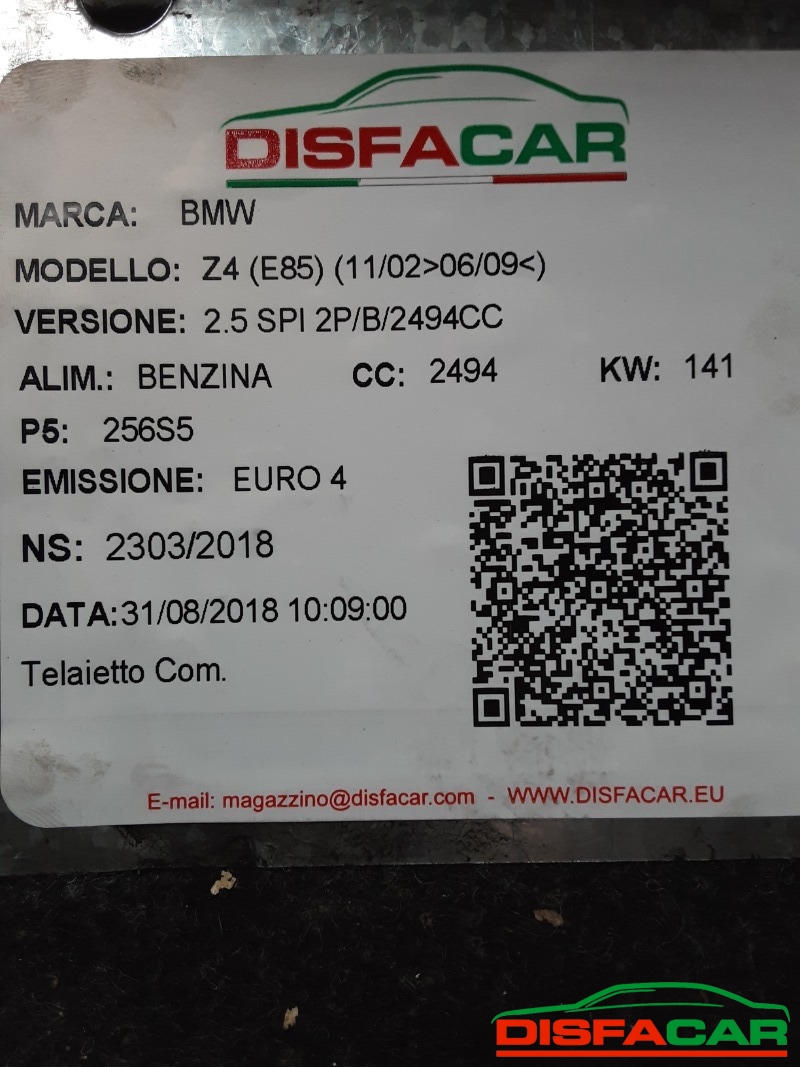 DISFACAR
MARCA: BMW
MODELLO: Z4 (E85) (11/02>06/09<)
VERSIONE: 2.5 SPI 2P/B/2494CC
ALIM.: BENZINA CC: 2494 KW: 141
P5: 256S5
EMISSIONE: EURO 4
NS: 2303/2018
DATA:31/08/2018 10:09:00
Telaietto Com.
E-mail: magazzino@disfacar.com - WWW.DISFACAR.EU
DISFACAR